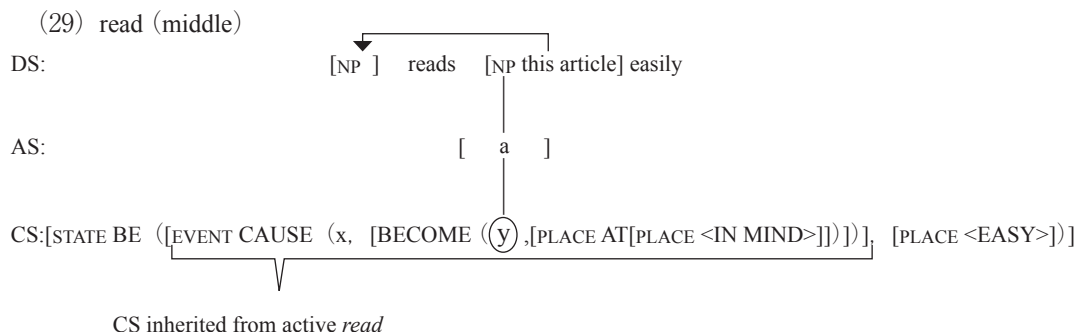 (29) read (middle)
DS: [NP ] reads [NP this article] easily
AS: [ a ]
CS:[STATE BE ([EVENT CAUSE (x, [BECOME (y ,[PLACE AT[PLACE <IN MIND>]])])], [PLACE <EASY>])]
CS inherited from active read